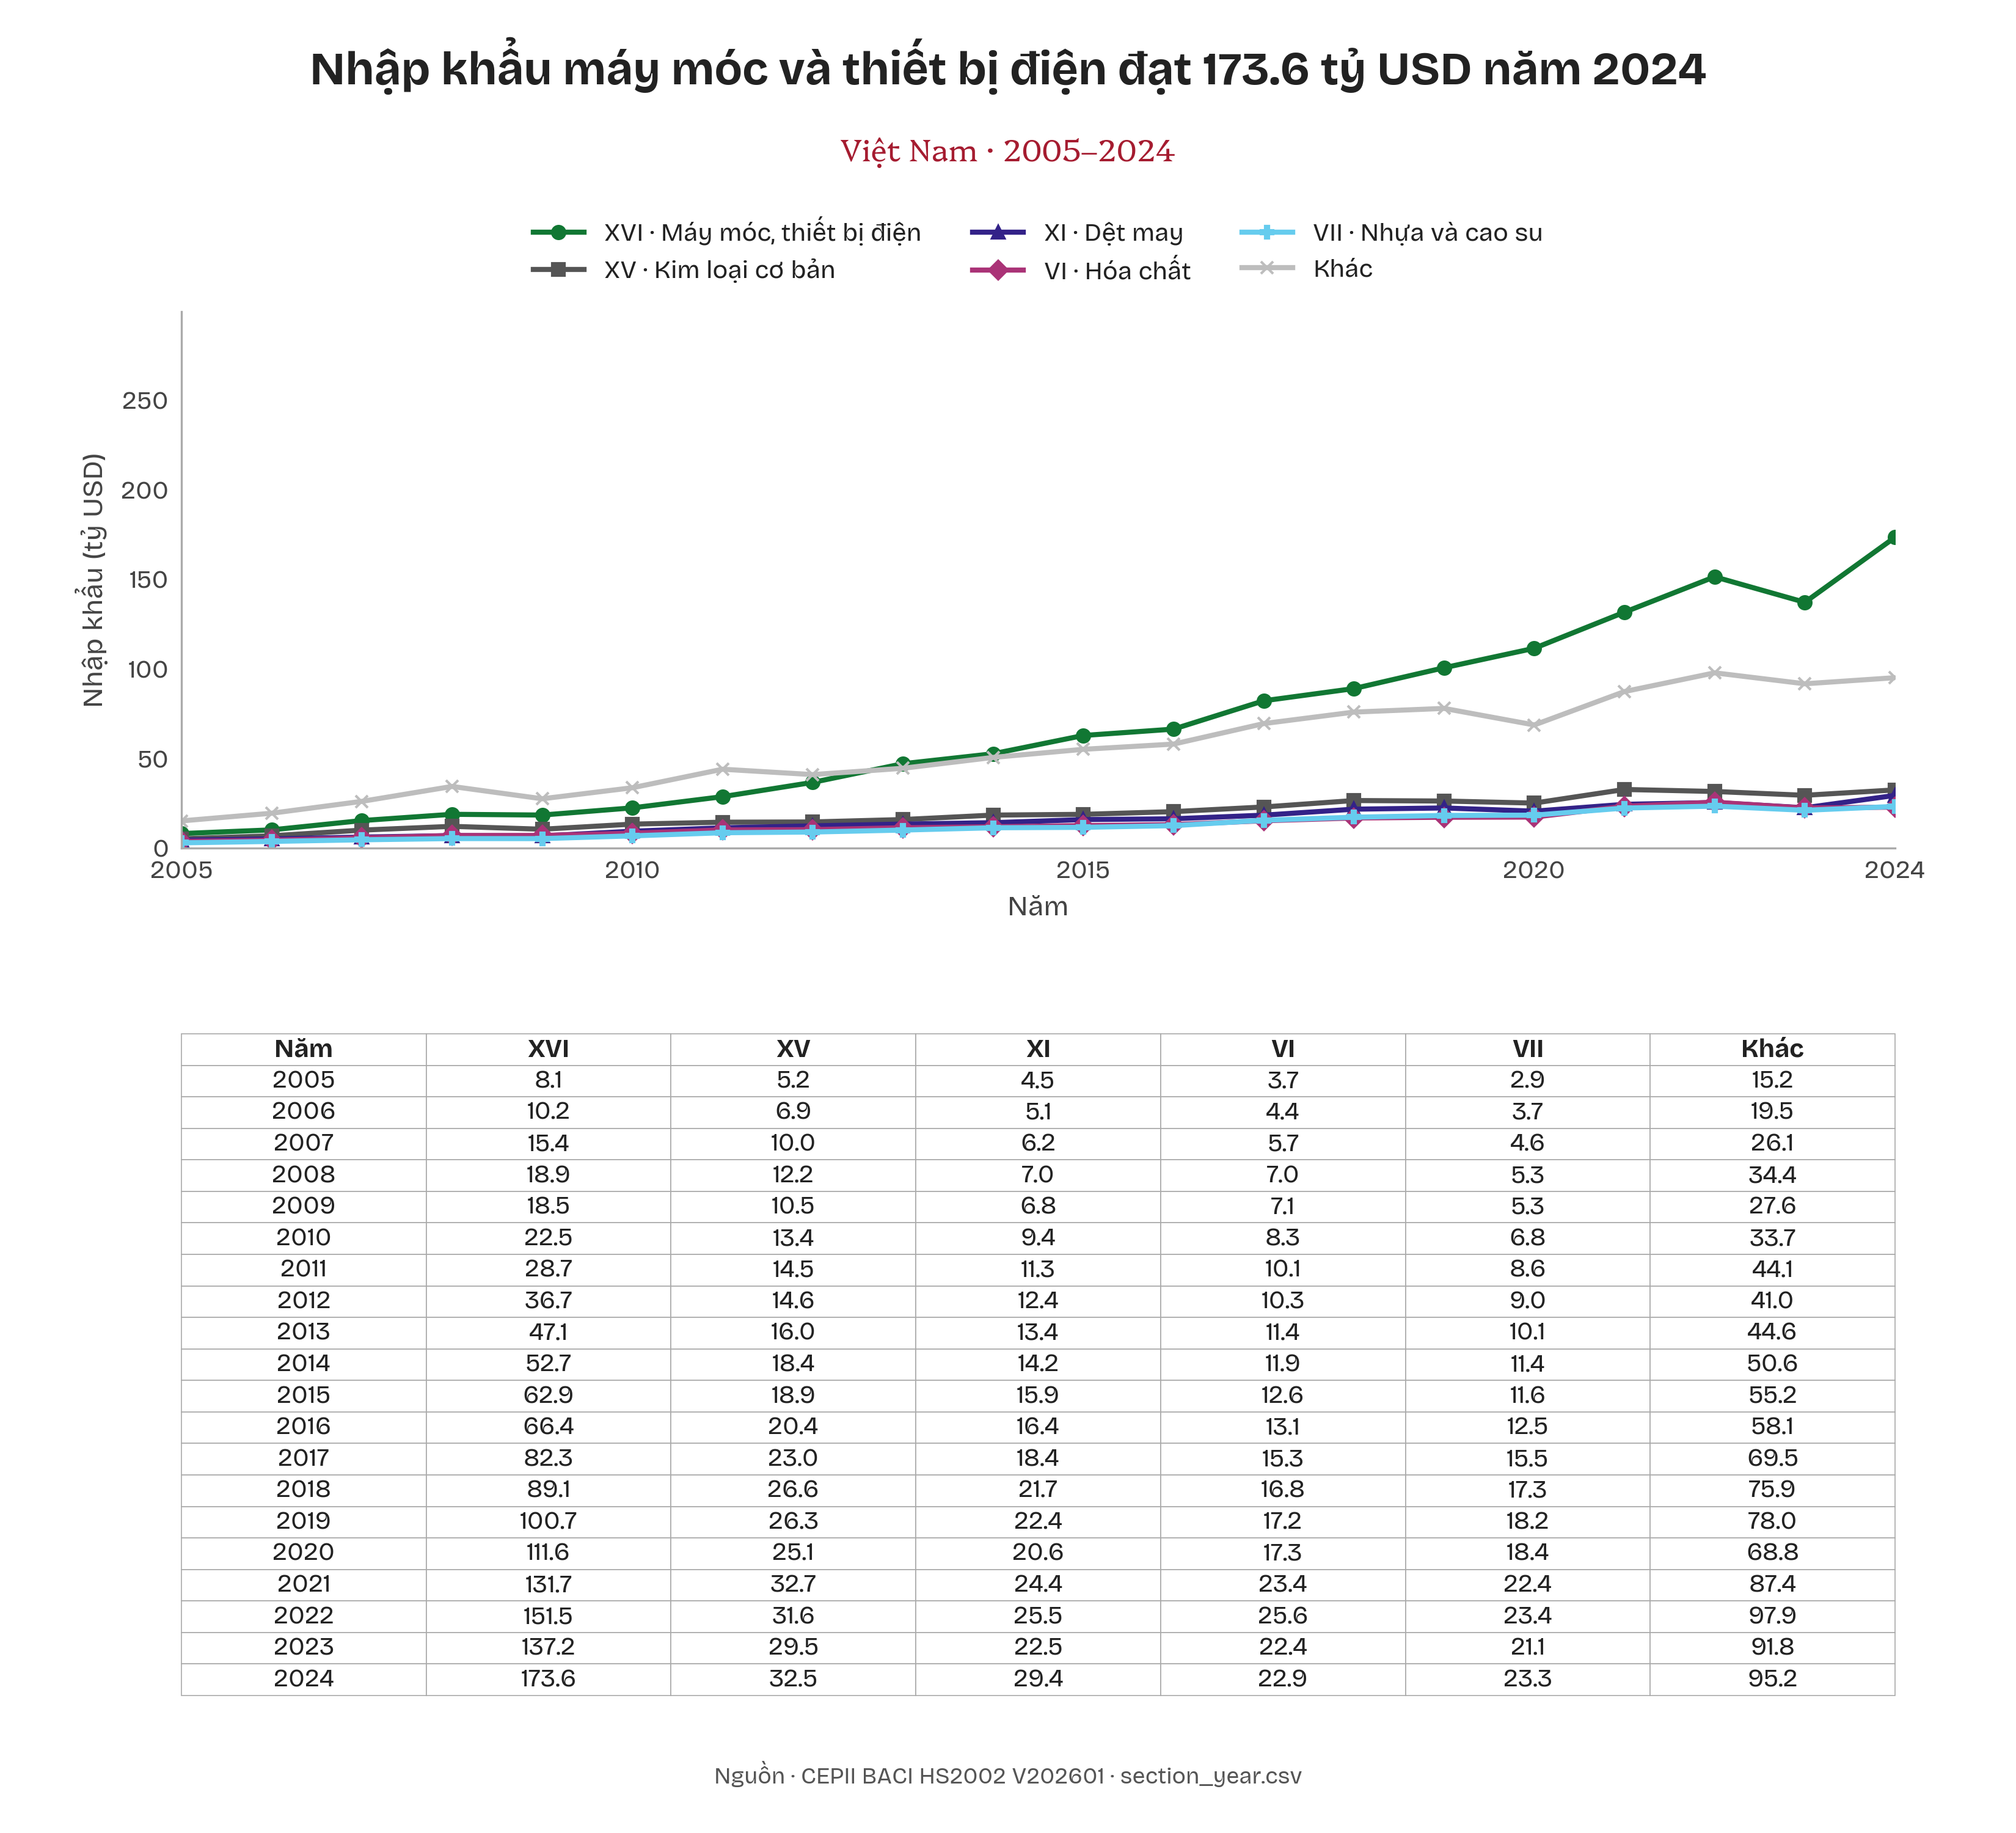 Nhập khẩu máy móc và thiết bị điện đạt 173.6 tỷ USD năm 2024
Việt Nam · 2005–2024
XVI · Máy móc, thiết bị điện
XV · Kim loại cơ bản
XI · Dệt may
VI · Hóa chất
VII · Nhựa và cao su
Khác
Nhập khẩu (tỷ USD)
250
200
150
100
50
0
2005 2010 2015 2020 2024
Năm
Năm XVI XV XI VI VII Khác
2005 8.1 5.2 4.5 3.7 2.9 15.2
2006 10.2 6.9 5.1 4.4 3.7 19.5
2007 15.4 10.0 6.2 5.7 4.6 26.1
2008 18.9 12.2 7.0 7.0 5.3 34.4
2009 18.5 10.5 6.8 7.1 5.3 27.6
2010 22.5 13.4 9.4 8.3 6.8 33.7
2011 28.7 14.5 11.3 10.1 8.6 44.1
2012 36.7 14.6 12.4 10.3 9.0 41.0
2013 47.1 16.0 13.4 11.4 10.1 44.6
2014 52.7 18.4 14.2 11.9 11.4 50.6
2015 62.9 18.9 15.9 12.6 11.6 55.2
2016 66.4 20.4 16.4 13.1 12.5 58.1
2017 82.3 23.0 18.4 15.3 15.5 69.5
2018 89.1 26.6 21.7 16.8 17.3 75.9
2019 100.7 26.3 22.4 17.2 18.2 78.0
2020 111.6 25.1 20.6 17.3 18.4 68.8
2021 131.7 32.7 24.4 23.4 22.4 87.4
2022 151.5 31.6 25.5 25.6 23.4 97.9
2023 137.2 29.5 22.5 22.4 21.1 91.8
2024 173.6 32.5 29.4 22.9 23.3 95.2
Nguồn · CEPII BACI HS2002 V202601 · section_year.csv